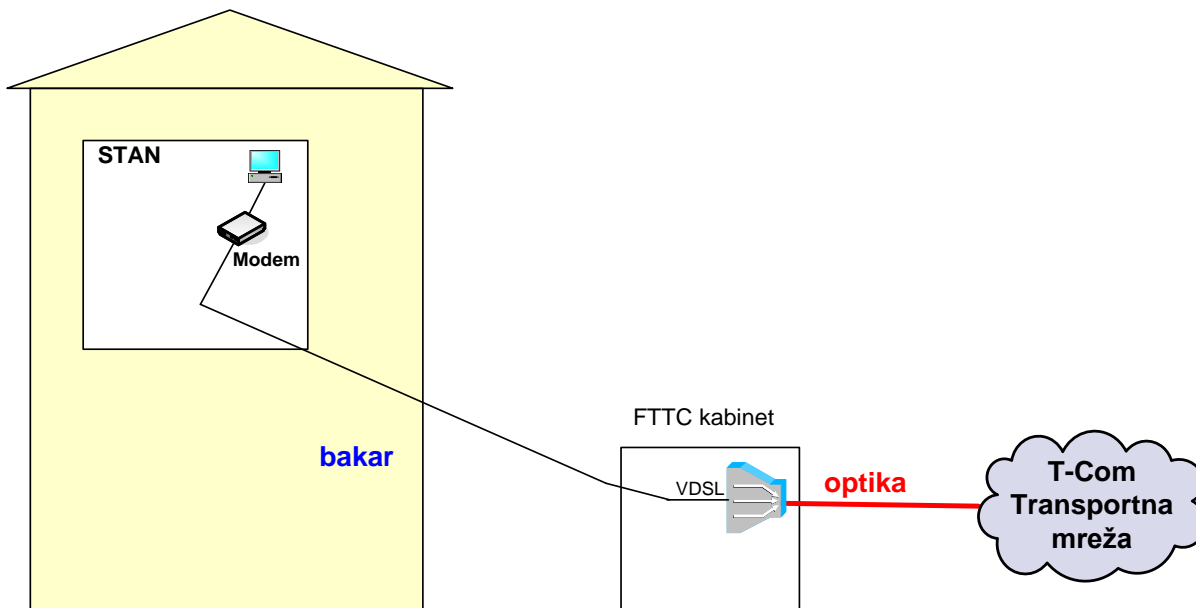 STAN
Modem
bakar
FTTC kabinet
VDSL
optika
T-Com
Transportna
mreža